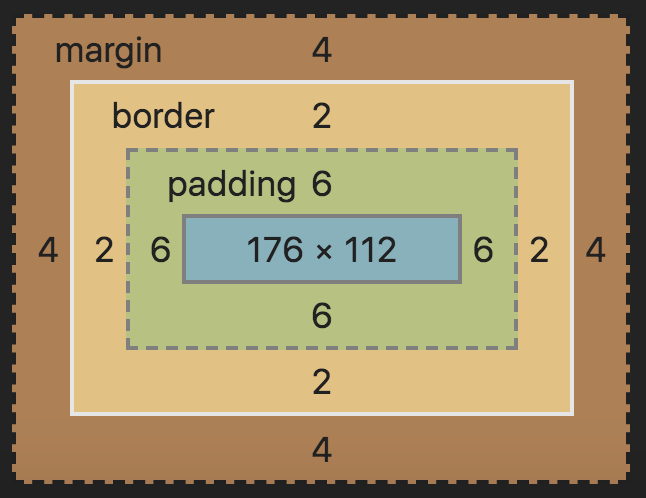 margin 4
border 2
padding 6
4 2 6 176 × 112 6 2 4
6
2
4